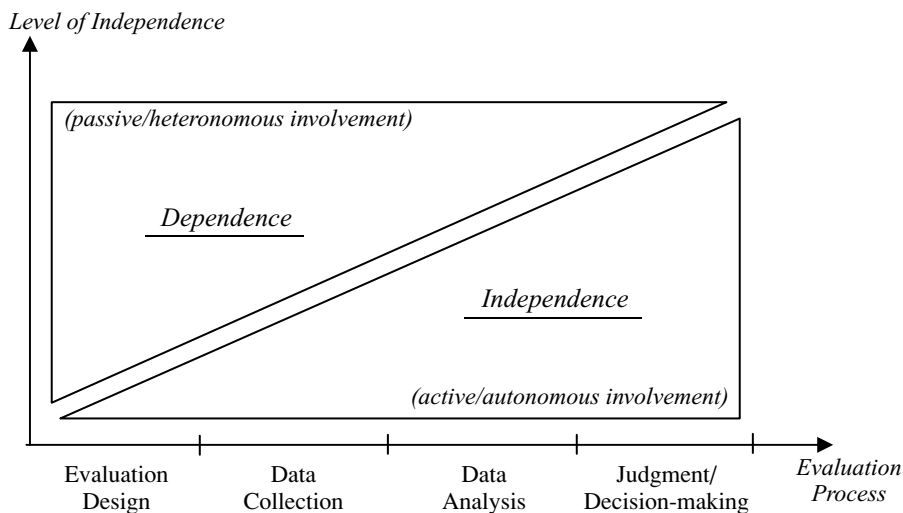 Level of Independence
(passive/heteronomous involvement)
Dependence
Independence
(active/autonomous involvement)
Evaluation
Design
Data
Collection
Data
Analysis
Judgment/
Decision-making
Evaluation
Process